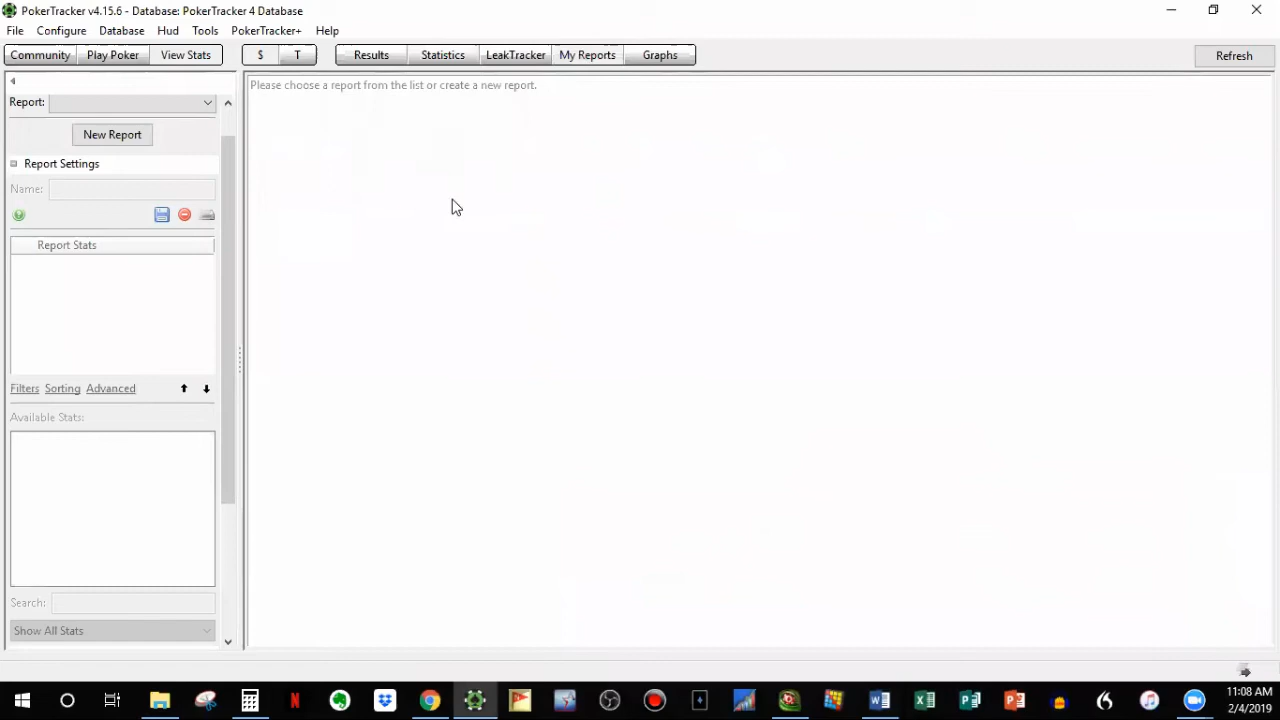 PokerTracker v4.15.6 - Database: PokerTracker 4 Database
File Configure Database Hud Tools PokerTracker+ Help
Community Play Poker View Stats $ T Results Statistics LeakTracker My Reports Graphs Refresh
Please choose a report from the list or create a new report.
Report:
New Report
Report Settings
Name:
Report Stats
Filters Sorting Advanced
Available Stats:
Search:
Show All Stats
11:08 AM
2/4/2019